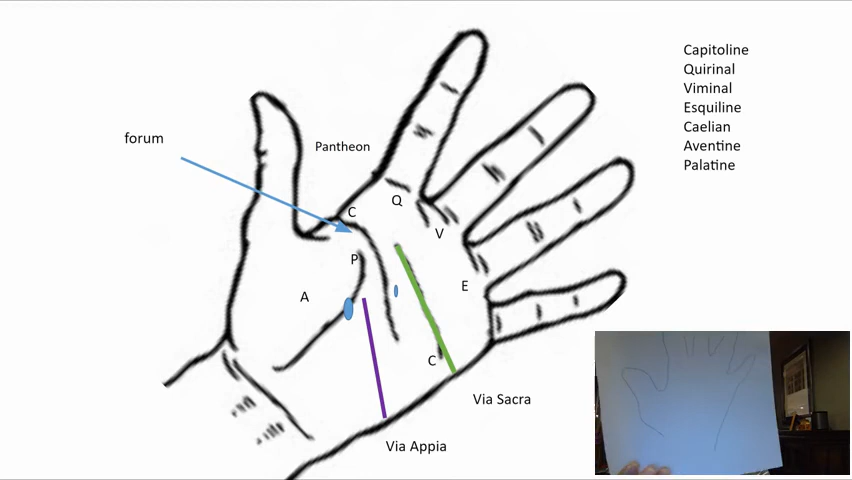 Capitoline
Quirinal
Viminal
Esquiline
Caelian
Aventine
Palatine
forum
Pantheon
C
Q
V
P
E
A
C
Via Sacra
Via Appia